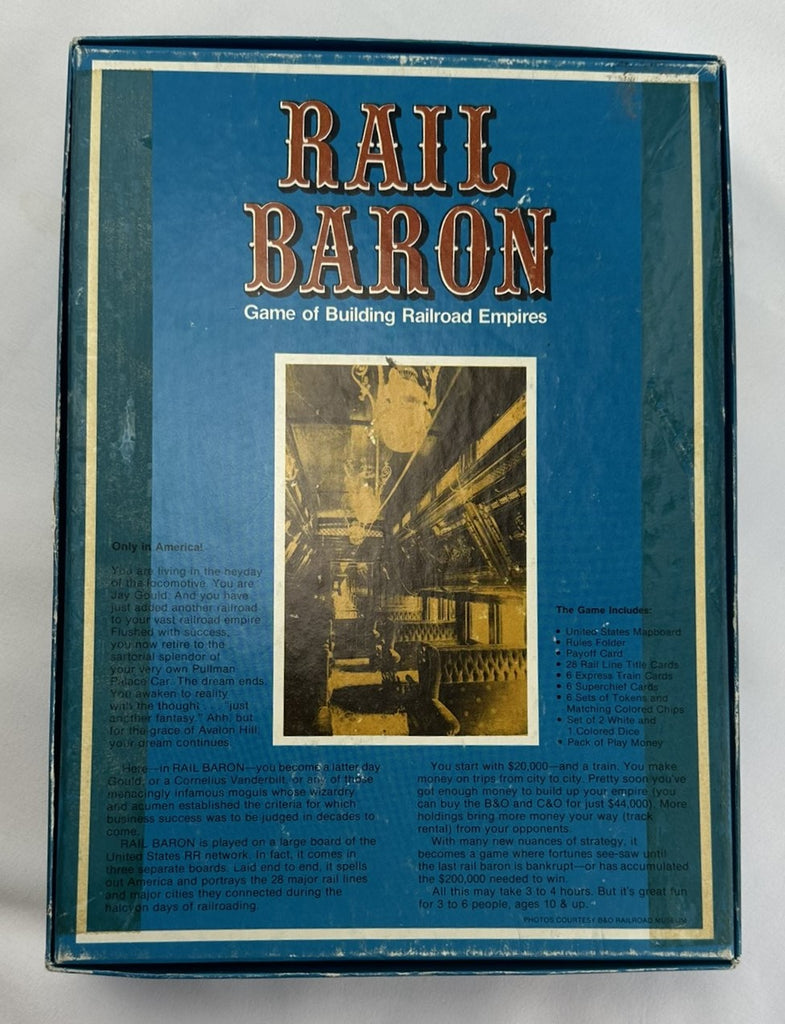 RAIL
BARON
Game of Building Railroad Empires
Only in America!
You are living in the heyday
of the locomotive. You are
Jay Gould. And you have
just added another railroad
to your vast railroad empire
Flushed with success,
you now retire to the
sartorial splendor of
your very own Pullman
Palace Car. The dream ends.
You awaken to reality
with the thought . . . "just
another fantasy." Ahh, but
for the grace of Avalon Hill,
your dream continues.
The Game Includes:
• United States Mapboard
• Rules Folder
• Payoff Card
• 28 Rail Line Title Cards
• 6 Express Train Cards
• 6 Superchief Cards
• 6 Sets of Tokens and
Matching Colored Chips
• Set of 2 White and
1 Colored Dice
• Pack of Play Money
Here—in RAIL BARON—you become a latter-day
Gould, or a Cornelius Vanderbilt, or any of those
menacingly infamous moguls whose wizardry
and acumen established the criteria for which
business success was to be judged in decades to
come.
RAIL BARON is played on a large board of the
United States RR network. In fact, it comes in
three separate boards. Laid end to end, it spells
out America and portrays the 28 major rail lines
and major cities they connected during the
halcyon days of railroading.
You start with $20,000—and a train. You make
money on trips from city to city. Pretty soon you've
got enough money to build up your empire (you
can buy the B&O and C&O for just $44,000). More
holdings bring more money your way (track
rental) from your opponents.
With many new nuances of strategy, it
becomes a game where fortunes see-saw until
the last rail baron is bankrupt—or has accumulated
the $200,000 needed to win.
All this may take 3 to 4 hours. But it's great fun
for 3 to 6 people, ages 10 & up.
PHOTOS COURTESY B&O RAILROAD MUSEUM